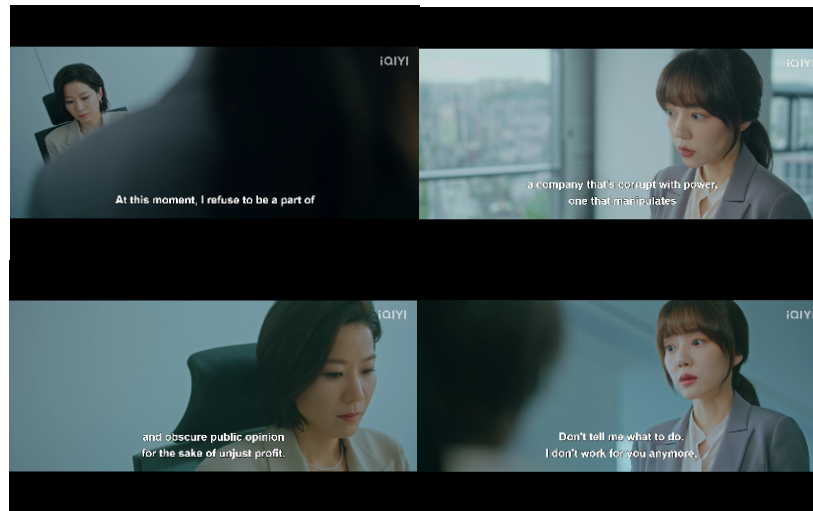 iQIYI
At this moment, I refuse to be a part of
iQIYI
a company that's corrupt with power,
one that manipulates
iQIYI
and obscure public opinion
for the sake of unjust profit.
iQIYI
Don't tell me what to do.
I don't work for you anymore.